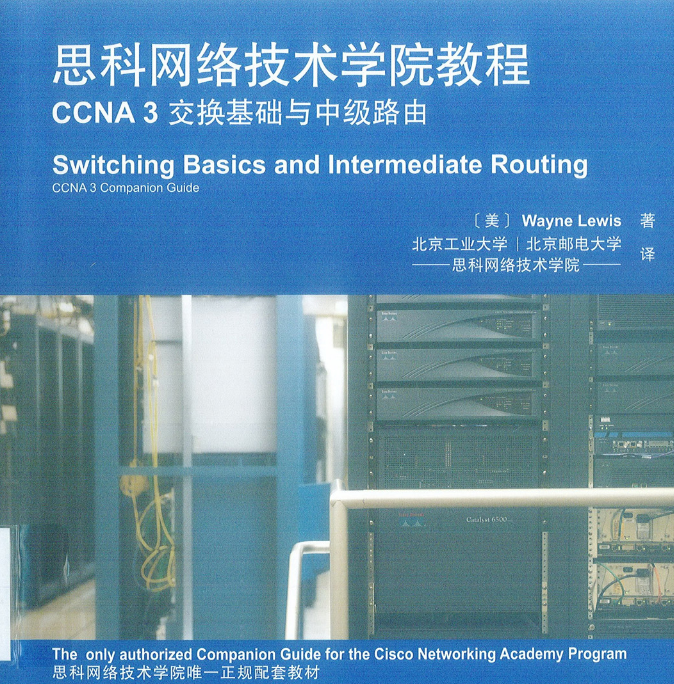 思科网络技术学院教程
CCNA 3 交换基础与中级路由
Switching Basics and Intermediate Routing
CCNA 3 Companion Guide
〔美〕 Wayne Lewis 著
北京工业大学 | 北京邮电大学
思科网络技术学院
译
Catalyst 6500
The only authorized Companion Guide for the Cisco Networking Academy Program
思科网络技术学院唯一正规配套教材